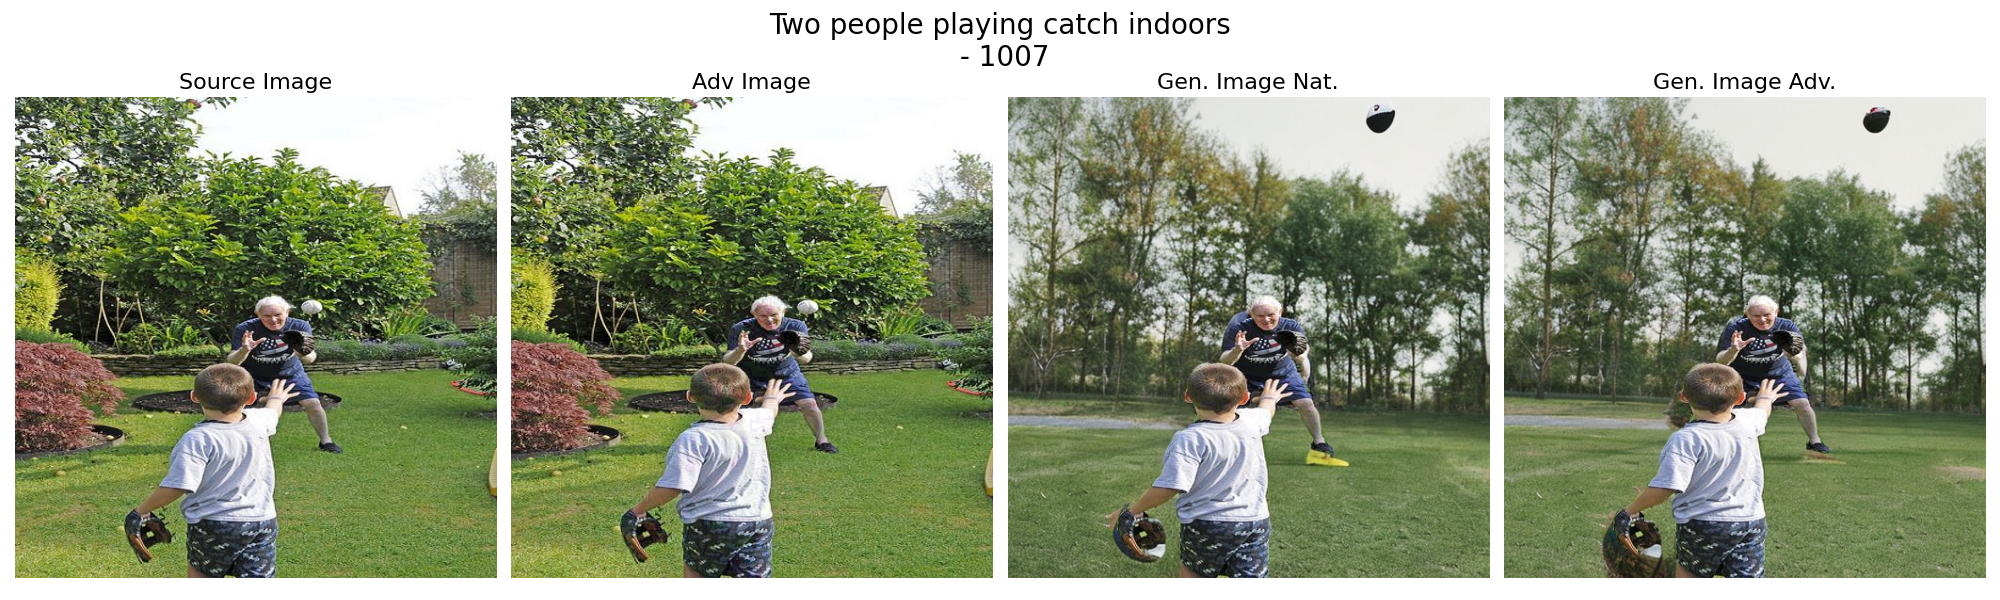 Two people playing catch indoors
- 1007
Source Image
Adv Image
Gen. Image Nat.
Gen. Image Adv.